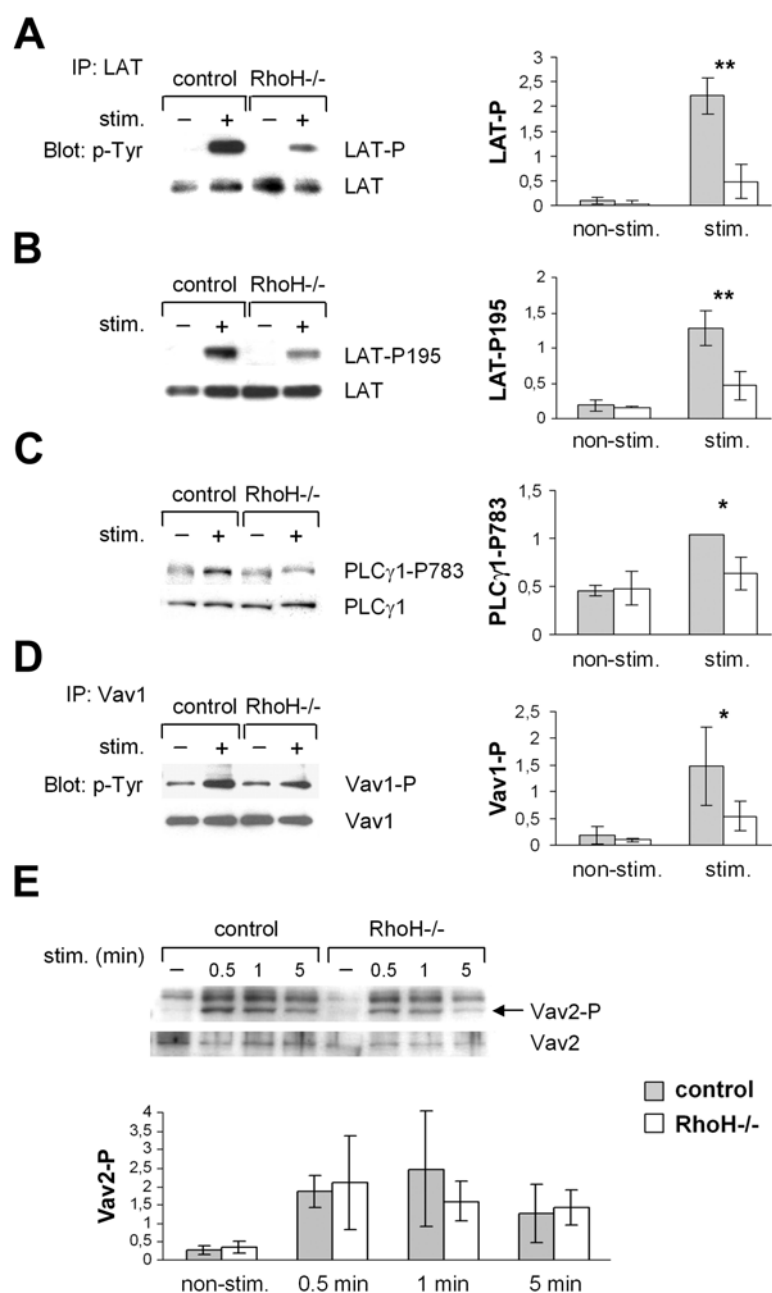 A
IP: LAT
control RhoH-/-
stim. – + – +
Blot: p-Tyr LAT-P
LAT
LAT-P
3
2,5
2
1,5
1
0,5
0
**
non-stim. stim.
B
control RhoH-/-
stim. – + – +
LAT-P195
LAT
LAT-P195
2
1,5
1
0,5
0
**
non-stim. stim.
C
control RhoH-/-
stim. – + – +
PLCγ1-P783
PLCγ1
PLCγ1-P783
1,5
1
0,5
0
*
non-stim. stim.
D
IP: Vav1
control RhoH-/-
stim. – + – +
Blot: p-Tyr Vav1-P
Vav1
Vav1-P
2,5
2
1,5
1
0,5
0
*
non-stim. stim.
E
control RhoH-/-
stim. (min) – 0.5 1 5 – 0.5 1 5
Vav2-P
Vav2
control
RhoH-/-
Vav2-P
4
3,5
3
2,5
2
1,5
1
0,5
0
non-stim. 0.5 min 1 min 5 min